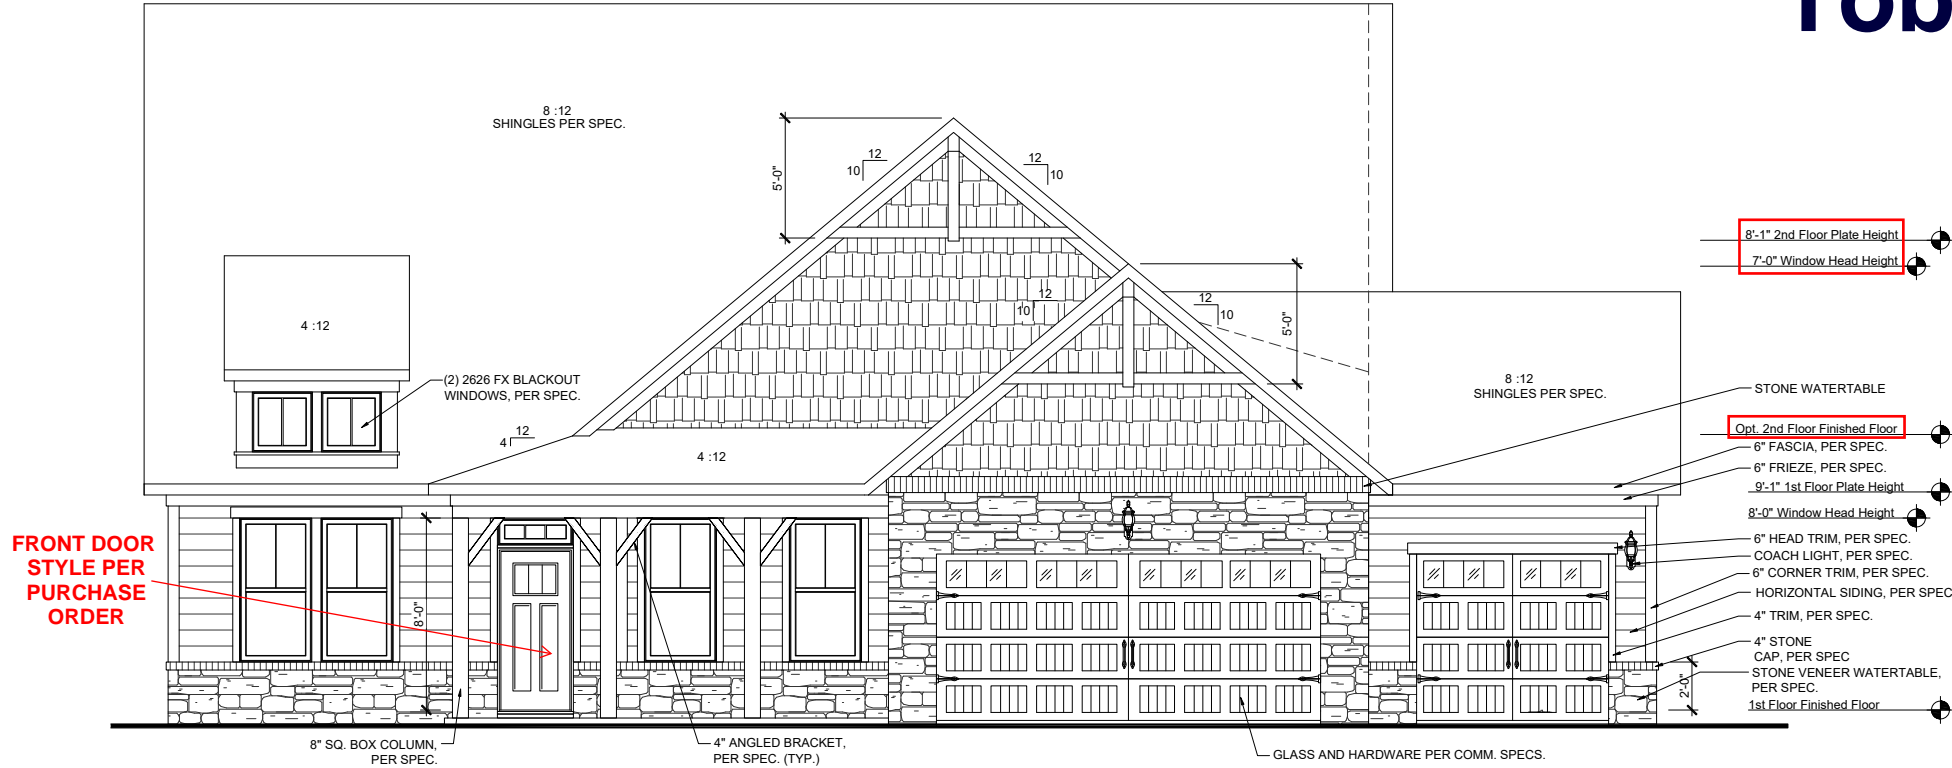 Tob
8 :12
SHINGLES PER SPEC.
5'-0"
12
10
12
10
8'-1" 2nd Floor Plate Height
7'-0" Window Head Height
4 :12
12
10
12
10
5'-0"
(2) 2626 FX BLACKOUT
WINDOWS, PER SPEC.
8 :12
SHINGLES PER SPEC.
STONE WATERTABLE
12
4
4 :12
Opt. 2nd Floor Finished Floor
6" FASCIA, PER SPEC.
6" FRIEZE, PER SPEC.
9'-1" 1st Floor Plate Height
8'-0" Window Head Height
FRONT DOOR
STYLE PER
PURCHASE
ORDER
8'-0"
6" HEAD TRIM, PER SPEC.
COACH LIGHT, PER SPEC.
6" CORNER TRIM, PER SPEC.
HORIZONTAL SIDING, PER SPEC
4" TRIM, PER SPEC.
4" STONE
CAP, PER SPEC
STONE VENEER WATERTABLE,
PER SPEC.
2'-0"
1st Floor Finished Floor
8" SQ. BOX COLUMN,
PER SPEC.
4" ANGLED BRACKET,
PER SPEC. (TYP.)
GLASS AND HARDWARE PER COMM. SPECS.